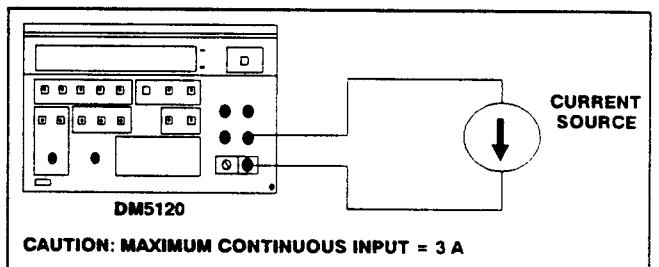 CURRENT
SOURCE
DM5120
CAUTION: MAXIMUM CONTINUOUS INPUT = 3 A